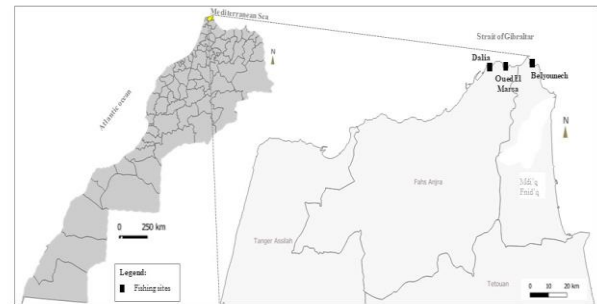 Mediterranean Sea
Strait of Gibraltar
N
Dalia
Oued El
Marsa
Belyounech
Atlantic ocean
N
Fahs Anjra
Mdi'q
Fnid'q
Tanger Assilah
Tetouan
0 250 km
Legend:
Fishing sites
0 10 20 km